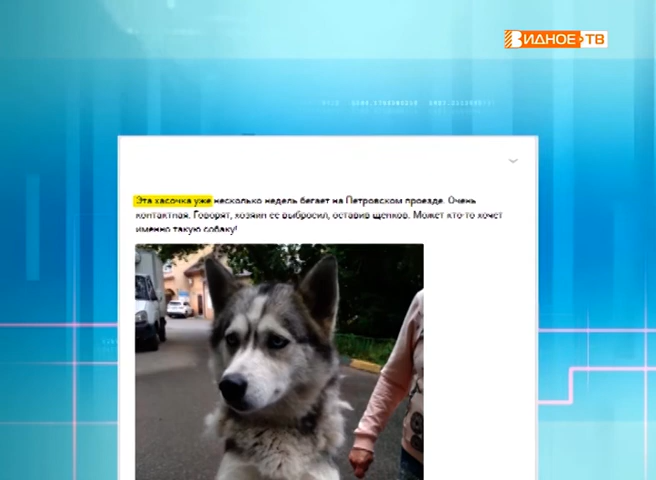 ВИДНОЕ-ТВ
Эта хасочка уже несколько недель бегает на Петровском проезде. Очень
контактная. Говорят, хозяин ее выбросил, оставив щенков. Может кто-то хочет
именно такую собаку!